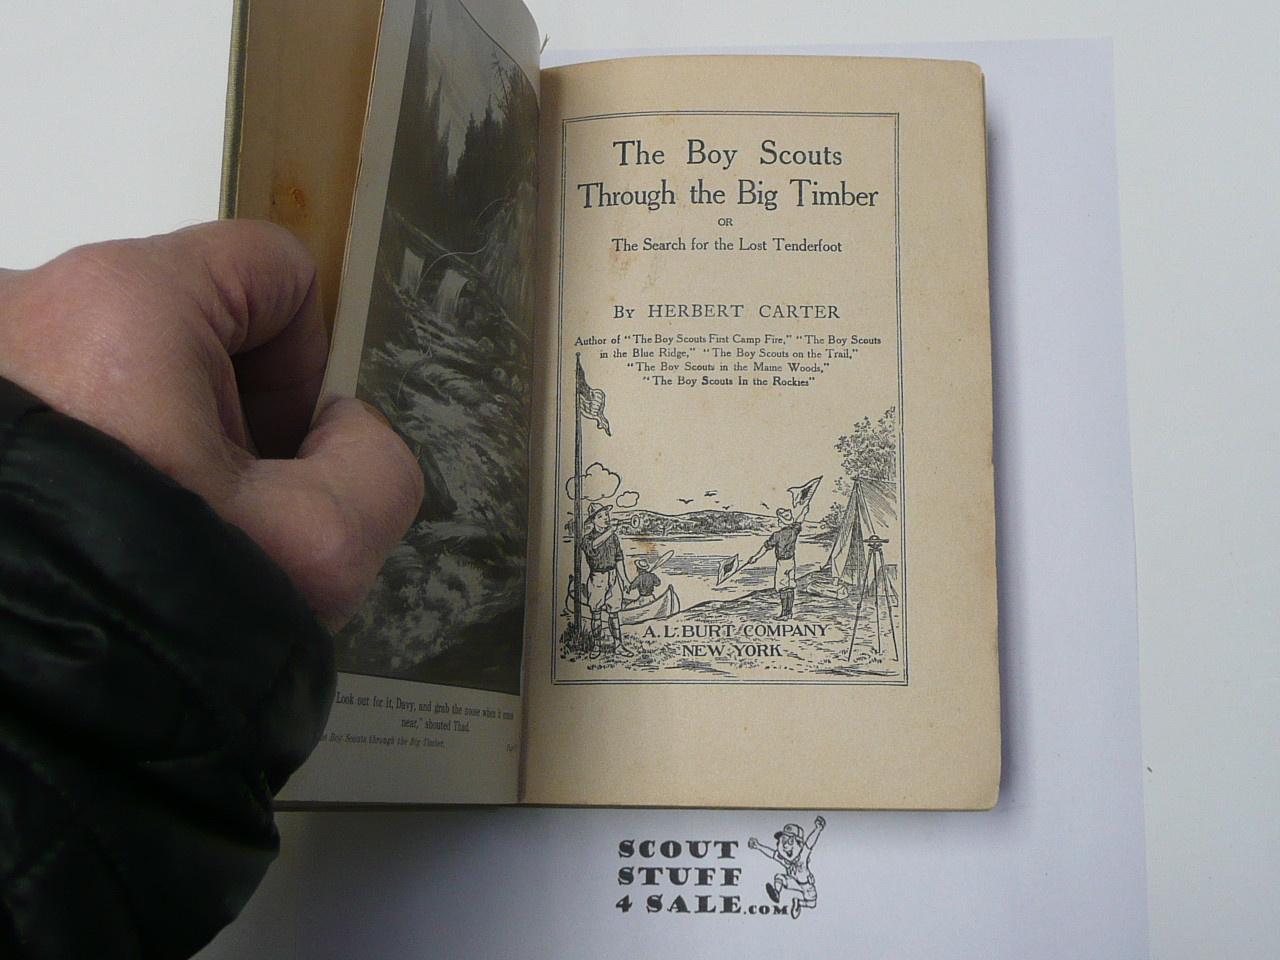 Look out for it, Davy, and grab the noose when it
near," shouted Thad.
Boy Scouts through the Big Timber.
The Boy Scouts
Through the Big Timber
OR
The Search for the Lost Tenderfoot
By HERBERT CARTER
Author of "The Boy Scouts First Camp Fire," "The Boy Scouts
in the Blue Ridge," "The Boy Scouts on the Trail,"
"The Boy Scouts in the Maine Woods,"
"The Boy Scouts In the Rockies"
A. L. BURT COMPANY
NEW YORK
SCOUT
STUFF
4 SALE.COM